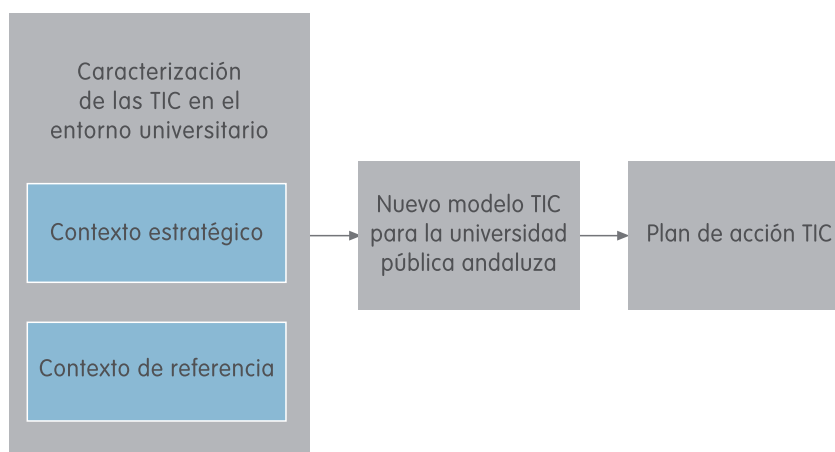 Caracterización
de las TIC en el
entorno universitario
Contexto estratégico
Contexto de referencia
Nuevo modelo TIC
para la universidad
pública andaluza
Plan de acción TIC